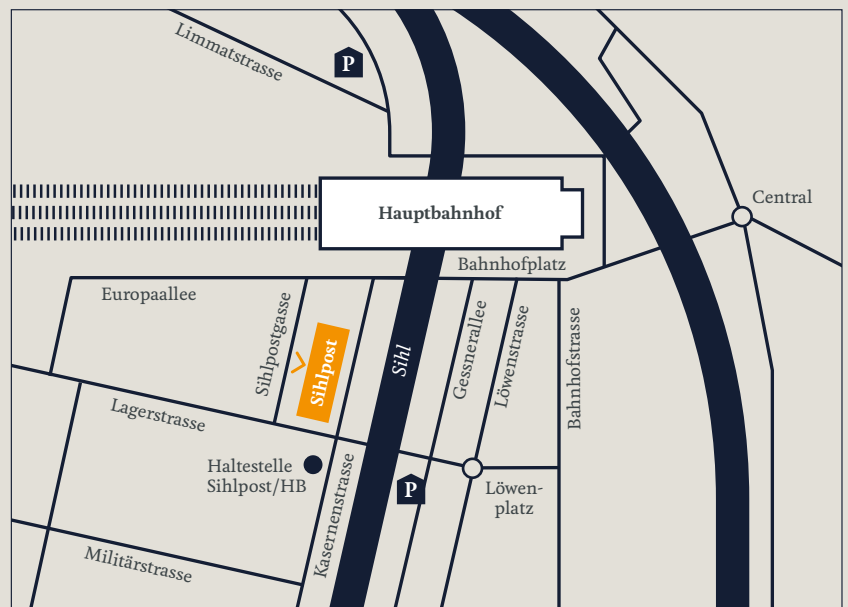 Limmatstrasse
P
Central
Hauptbahnhof
Bahnhofplatz
Europaallee
Sihlpostgasse
Sihlpost
Sihl
Gessnerallee
Löwenstrasse
Bahnhofstrasse
Lagerstrasse
Haltestelle
Sihlpost/HB
Kasernenstrasse
P
Löwen-
platz
Militärstrasse